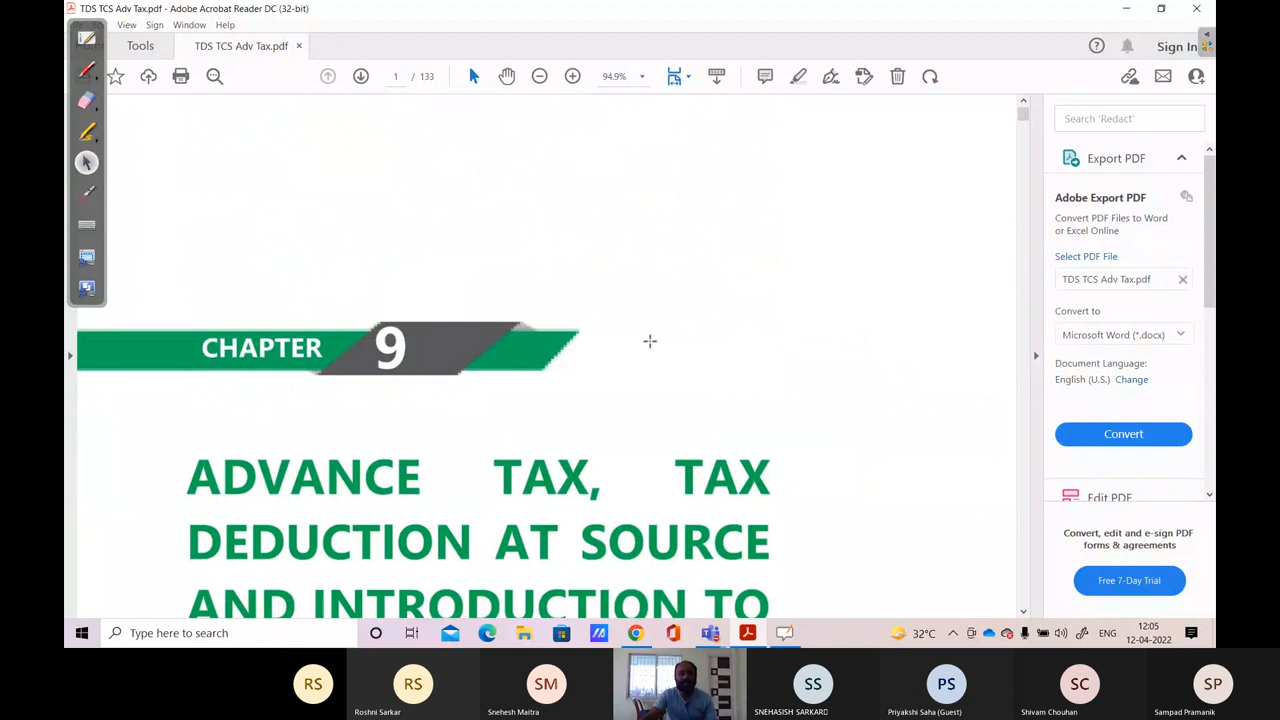 TDS TCS Adv Tax.pdf - Adobe Acrobat Reader DC (32-bit)
View Sign Window Help
Tools TDS TCS Adv Tax.pdf Sign In
1 / 133 94.9%
Search 'Redact'
Export PDF
Adobe Export PDF
Convert PDF Files to Word
or Excel Online
Select PDF File
TDS TCS Adv Tax.pdf
Convert to
Microsoft Word (*.docx)
Document Language:
English (U.S.) Change
Convert
Edit PDF
Convert, edit and e-sign PDF
forms & agreements
Free 7-Day Trial
CHAPTER 9
ADVANCE TAX, TAX
DEDUCTION AT SOURCE
AND INTRODUCTION TO
Type here to search
32°C ENG 12:05
12-04-2022
RS RS SM SS PS SC SP
Roshni Sarkar Snehesh Maitra SNEHASISH SARKAR Priyakshi Saha (Guest) Shivam Chouhan Sampad Pramanik